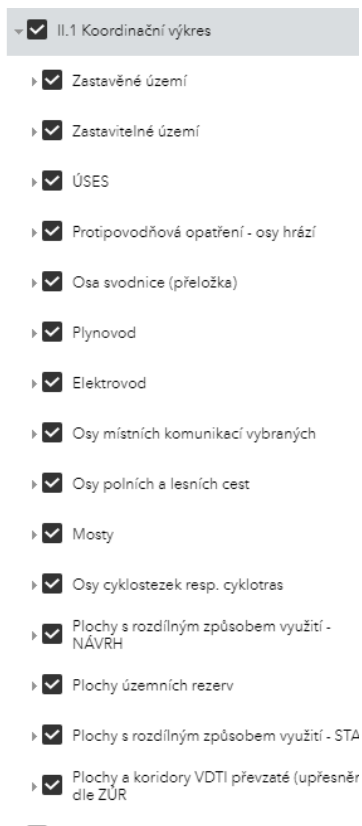 II.1 Koordinační výkres
Zastavěné území
Zastavitelné území
ÚSES
Protipovodňová opatření - osy hrází
Osa svodnice (přeložka)
Plynovod
Elektrovod
Osy místních komunikací vybraných
Osy polních a lesních cest
Mosty
Osy cyklostezek resp. cyklotras
Plochy s rozdílným způsobem využití -
NÁVRH
Plochy územních rezerv
Plochy s rozdílným způsobem využití - STA
Plochy a koridory VDTI převzaté (upřesněn
dle ZÚR